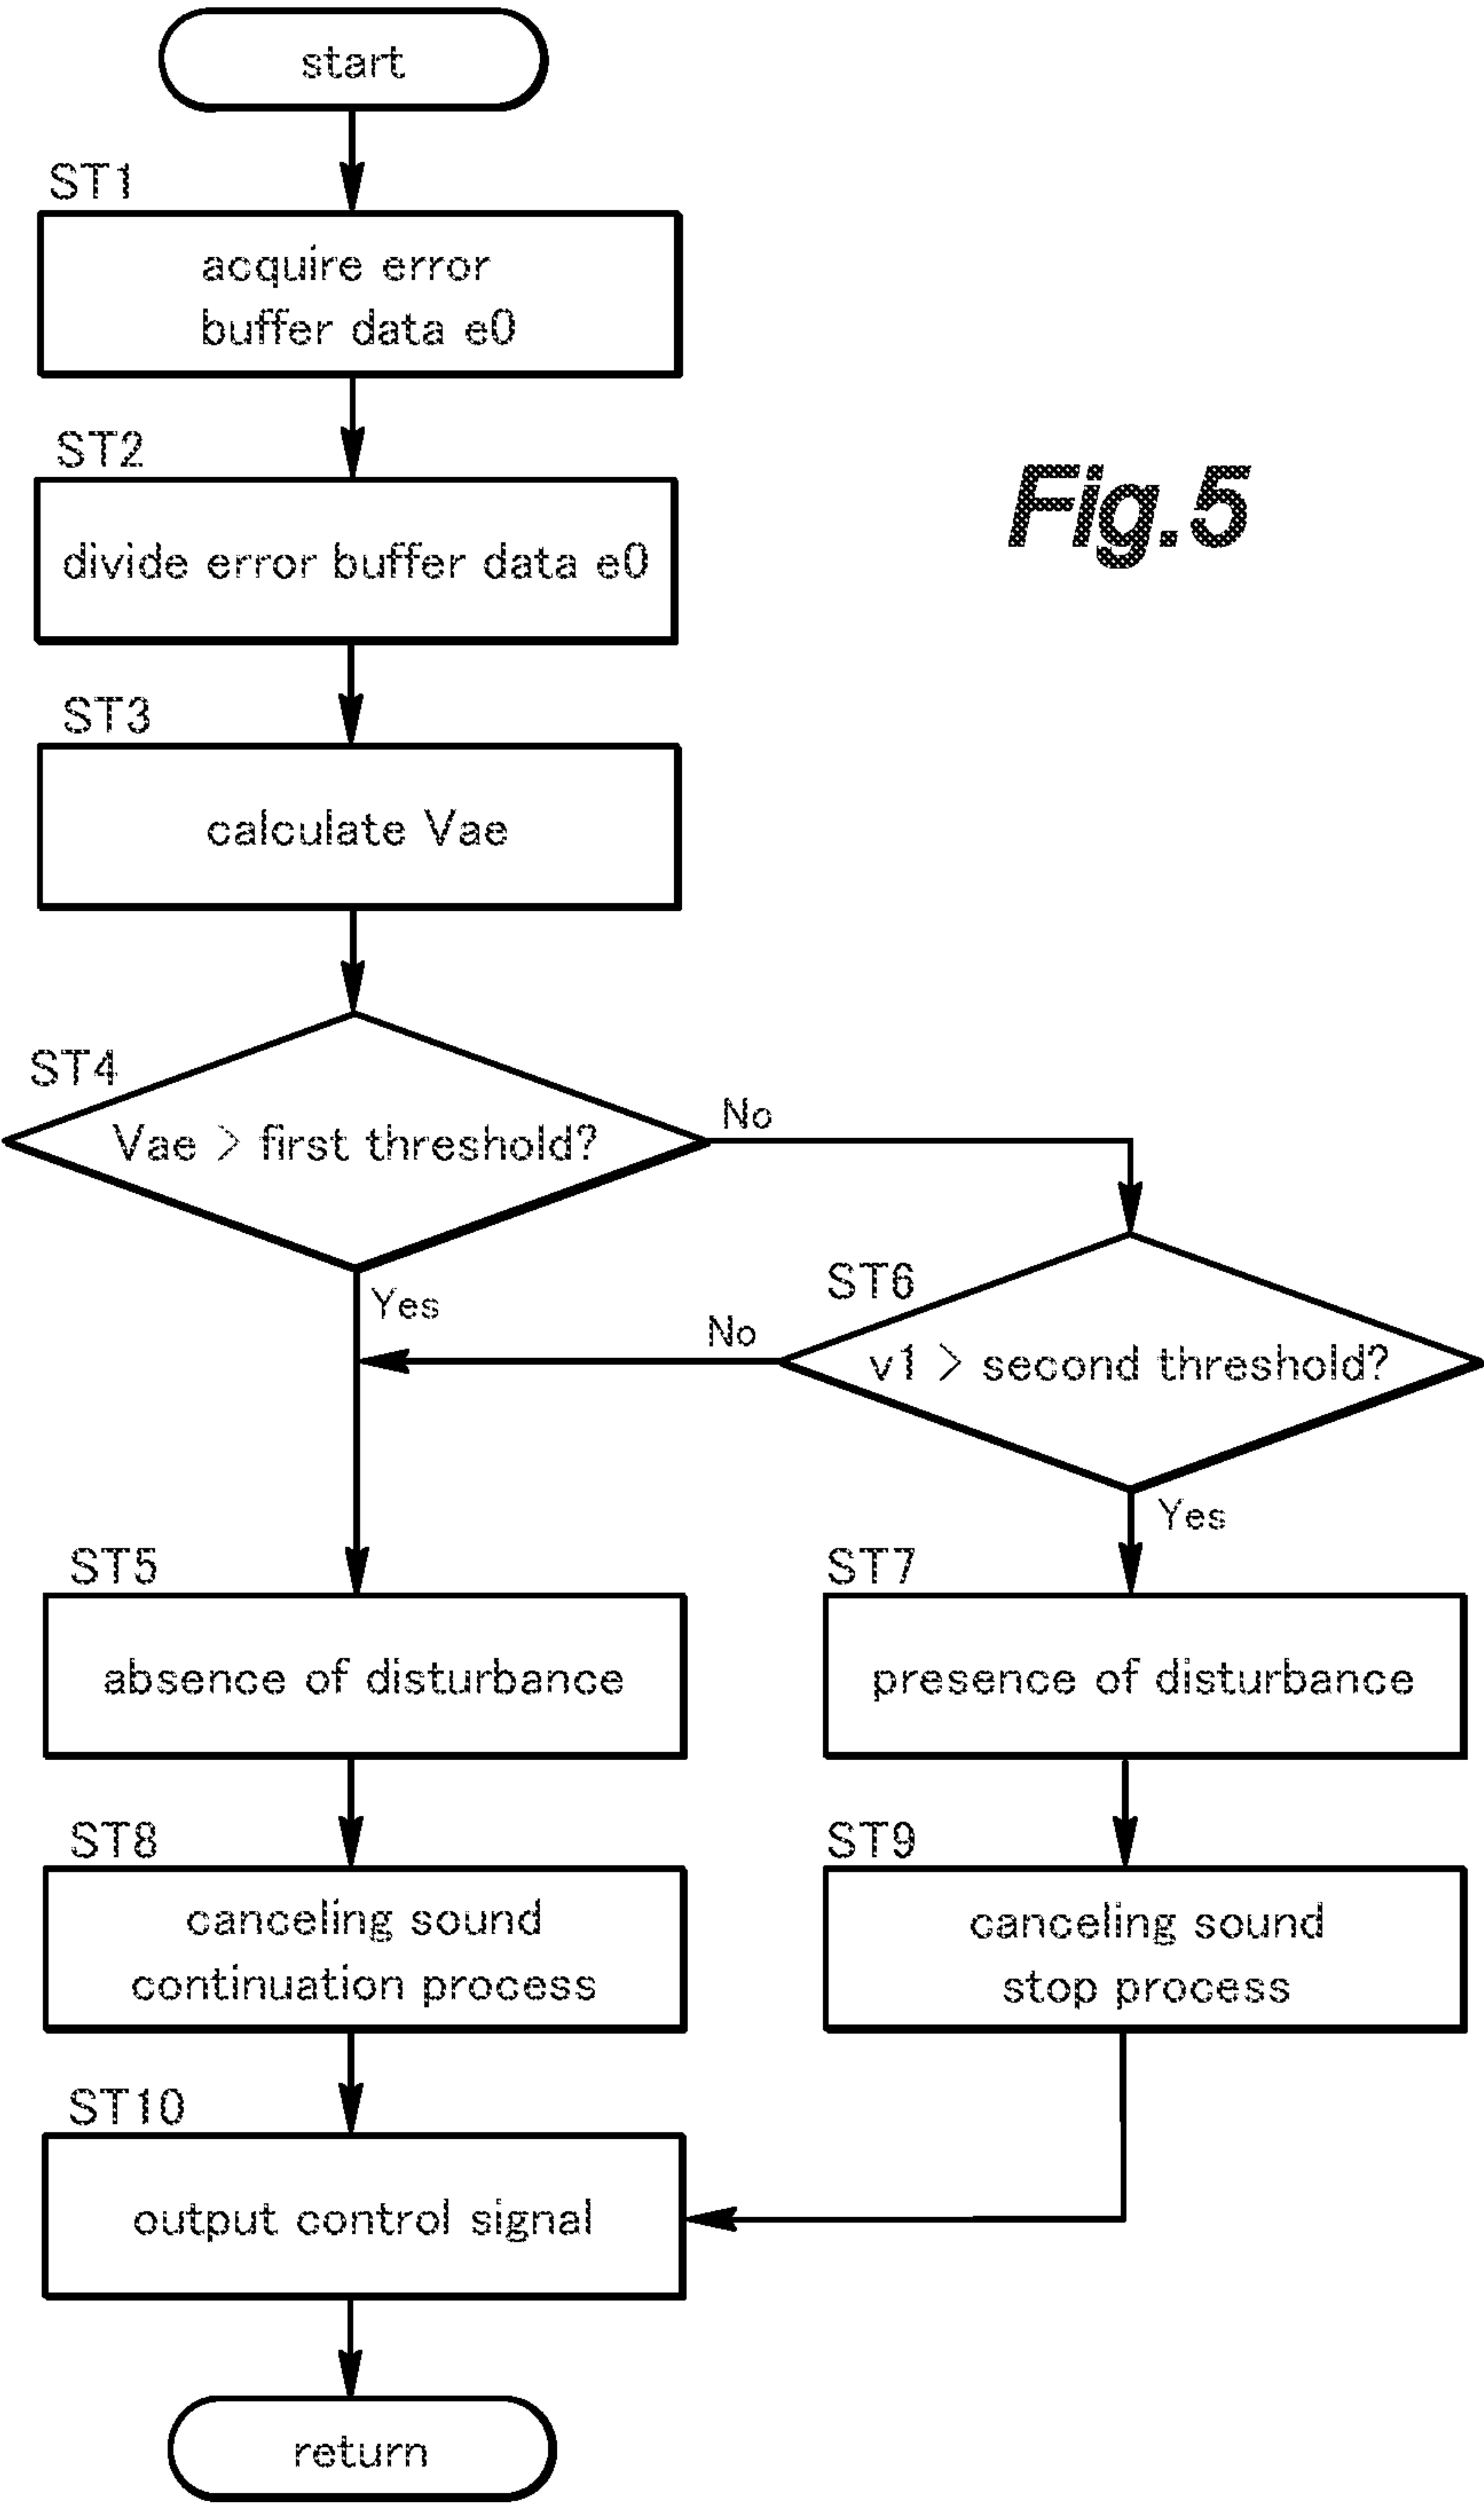 start
ST1
acquire error
buffer data e0
ST2
divide error buffer data e0
Fig.5
ST3
calculate Vae
ST4
Vae > first threshold?
No
Yes
ST6
v1 > second threshold?
No
Yes
ST5
absence of disturbance
ST7
presence of disturbance
ST8
canceling sound
continuation process
ST9
canceling sound
stop process
ST10
output control signal
return